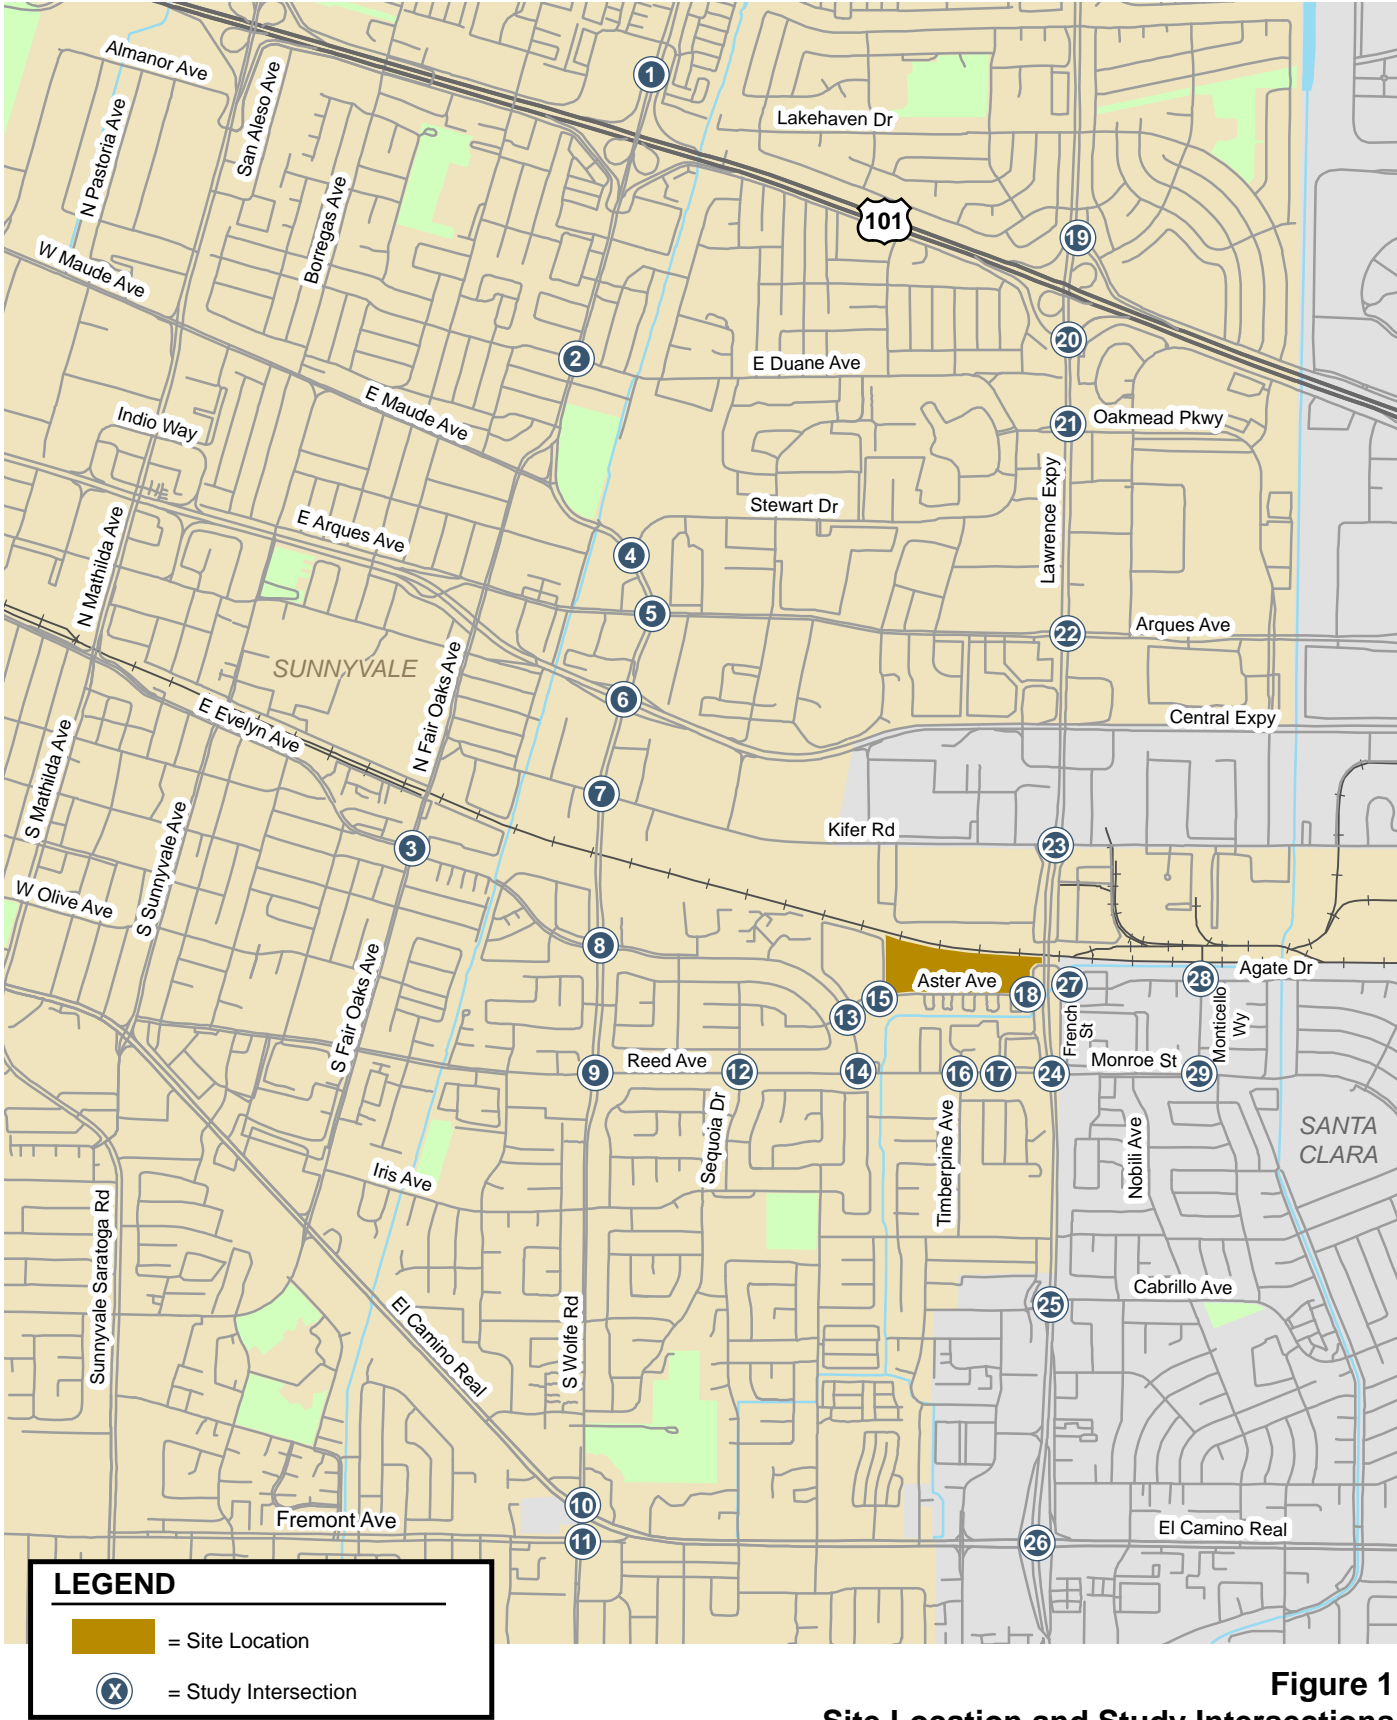 Almanor Ave
San Aleso Ave
N Pastoria Ave
Borregas Ave
W Maude Ave
Lakehaven Dr
1
101
19
20
2
E Duane Ave
E Maude Ave
Indio Way
21
Oakmead Pkwy
Lawrence Expy
Stewart Dr
E Arques Ave
N Mathilda Ave
4
5
22
Arques Ave
SUNNYVALE
N Fair Oaks Ave
6
E Evelyn Ave
Central Expy
S Mathilda Ave
S Sunnyvale Ave
7
Kifer Rd
3
23
W Olive Ave
8
S Fair Oaks Ave
Aster Ave
15
18
27
28
Agate Dr
13
French
St
Monticello
Wy
9
Reed Ave
12
14
16
17
24
Monroe St
29
Sequoia Dr
Timberpine Ave
Nobili Ave
SANTA
CLARA
Iris Ave
Sunnyvale Saratoga Rd
El Camino Real
S Wolfe Rd
25
Cabrillo Ave
10
Fremont Ave
11
26
El Camino Real
LEGEND
= Site Location
X
= Study Intersection
Figure 1
Site Location and Study Intersections